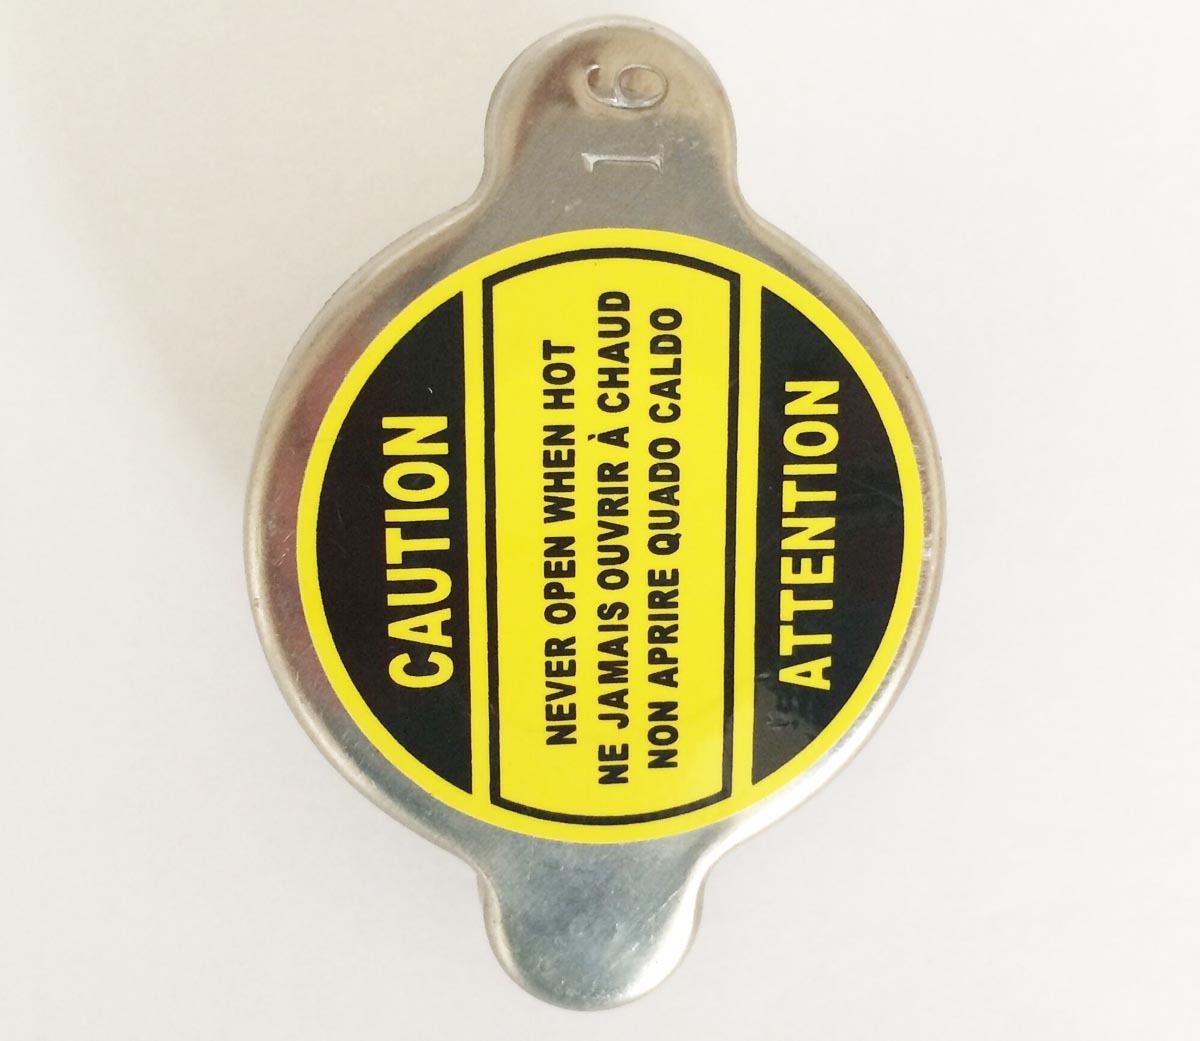 CAUTION
NEVER OPEN WHEN HOT
NE JAMAIS OUVRIR À CHAUD
NON APRIRE QUADO CALDO
ATTENTION
16